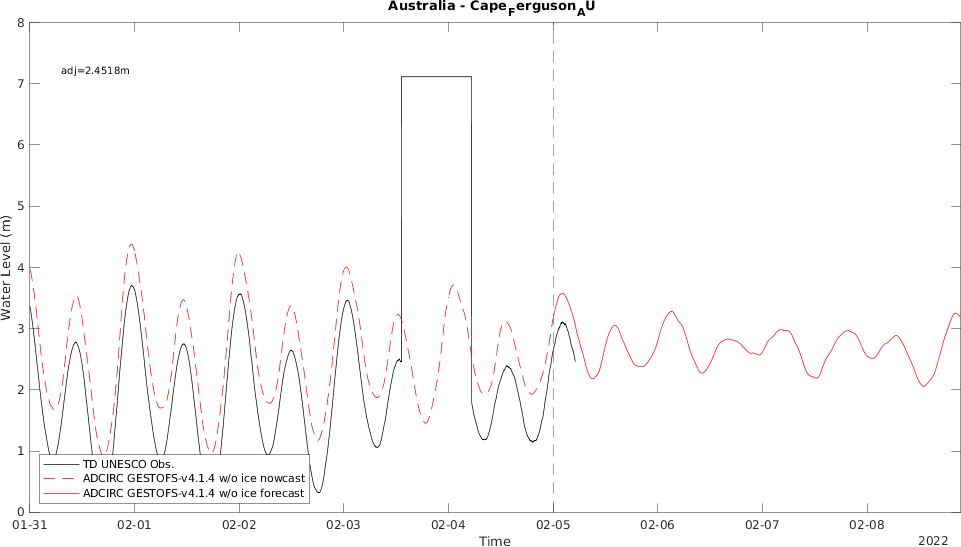 Australia - CapeFergusonAU
adj=2.4518m
Water Level (m)
8
7
6
5
4
3
2
1
0
TD UNESCO Obs.
ADCIRC GESTOFS-v4.1.4 w/o ice nowcast
ADCIRC GESTOFS-v4.1.4 w/o ice forecast
01-31 02-01 02-02 02-03 02-04 02-05 02-06 02-07 02-08
Time
2022